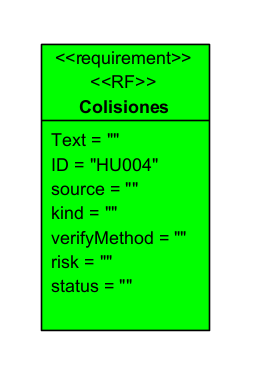 <<requirement>>
<<RF>>
Colisiones
Text = ""
ID = "HU004"
source = ""
kind = ""
verifyMethod = ""
risk = ""
status = ""